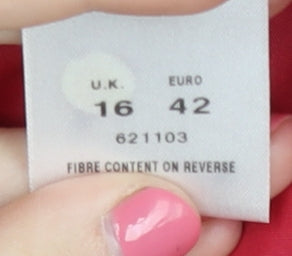 U.K. EURO
16 42
621103
FIBRE CONTENT ON REVERSE